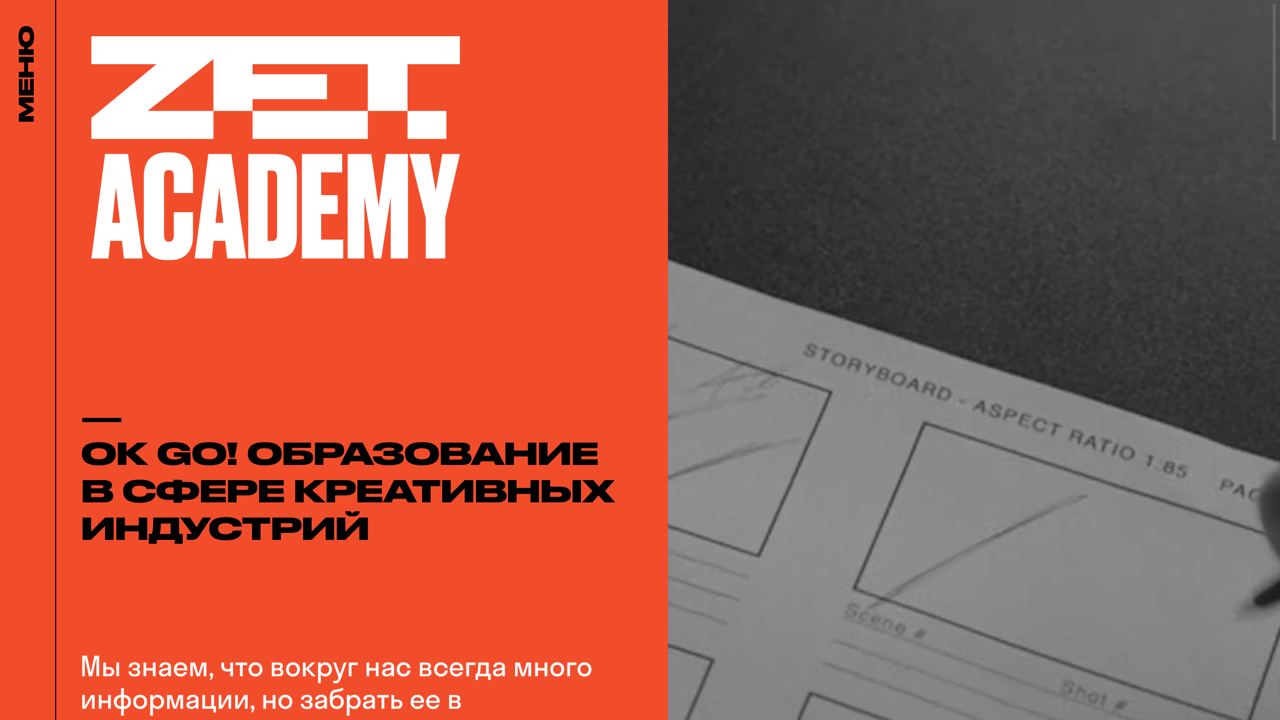 МЕНЮ
ZET
ACADEMY
OK GO! ОБРАЗОВАНИЕ
В СФЕРЕ КРЕАТИВНЫХ
ИНДУСТРИЙ
Мы знаем, что вокруг нас всегда много
информации, но забрать ее в
STORYBOARD - ASPECT RATIO 1.85
Scene #
Shot #